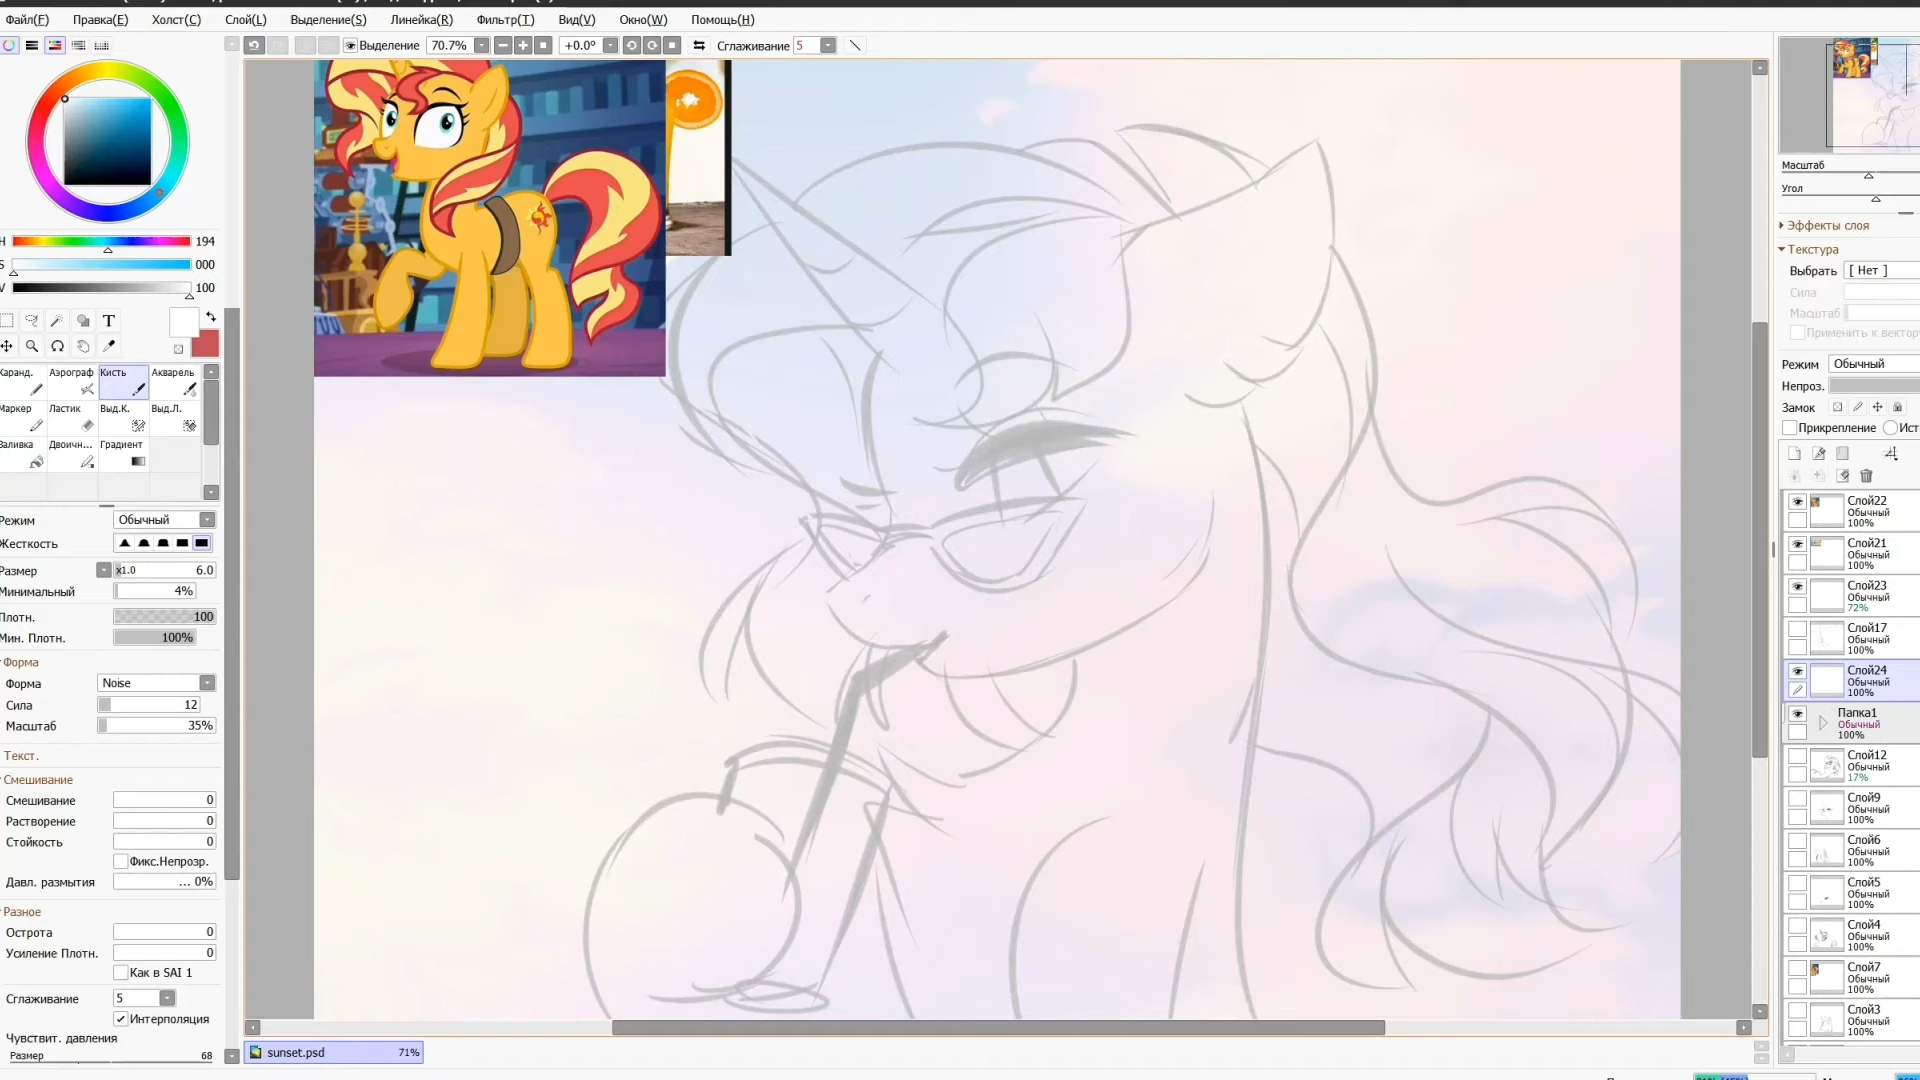 Файл(F) Правка(E) Холст(C) Слой(L) Выделение(S) Линейка(R) Фильтр(T) Вид(V) Окно(W) Помощь(H)
Выделение 70.7% +0.0° Сглаживание 5
H 194
S 000
V 100
T
Каранд. Аэрограф Кисть Акварель
Маркер Ластик Выд.К. Выд.Л.
Заливка Двоичн... Градиент
Режим Обычный
Жесткость
Размер x1.0 6.0
Минимальный 4%
Плотн. 100
Мин. Плотн. 100%
Форма
Форма Noise
Сила 12
Масштаб 35%
Текст.
Смешивание
Смешивание 0
Растворение 0
Стойкость 0
Фикс.Непрозр.
Давл. размытия ... 0%
Разное
Острота 0
Усиление Плотн. 0
Как в SAI 1
Сглаживание 5
Интерполяция
Чувствит. давления
Размер 68
sunset.psd 71%
Масштаб
Угол
Эффекты слоя
Текстура
Выбрать [ Нет ]
Сила
Масштаб
Применить к вектору
Режим Обычный
Непроз.
Замок
Прикрепление Ист
Слой22
Обычный
100%
Слой21
Обычный
100%
Слой23
Обычный
72%
Слой17
Обычный
100%
Слой24
Обычный
100%
Папка1
Обычный
100%
Слой12
Обычный
17%
Слой9
Обычный
100%
Слой6
Обычный
100%
Слой5
Обычный
100%
Слой4
Обычный
100%
Слой7
Обычный
100%
Слой3
Обычный
100%